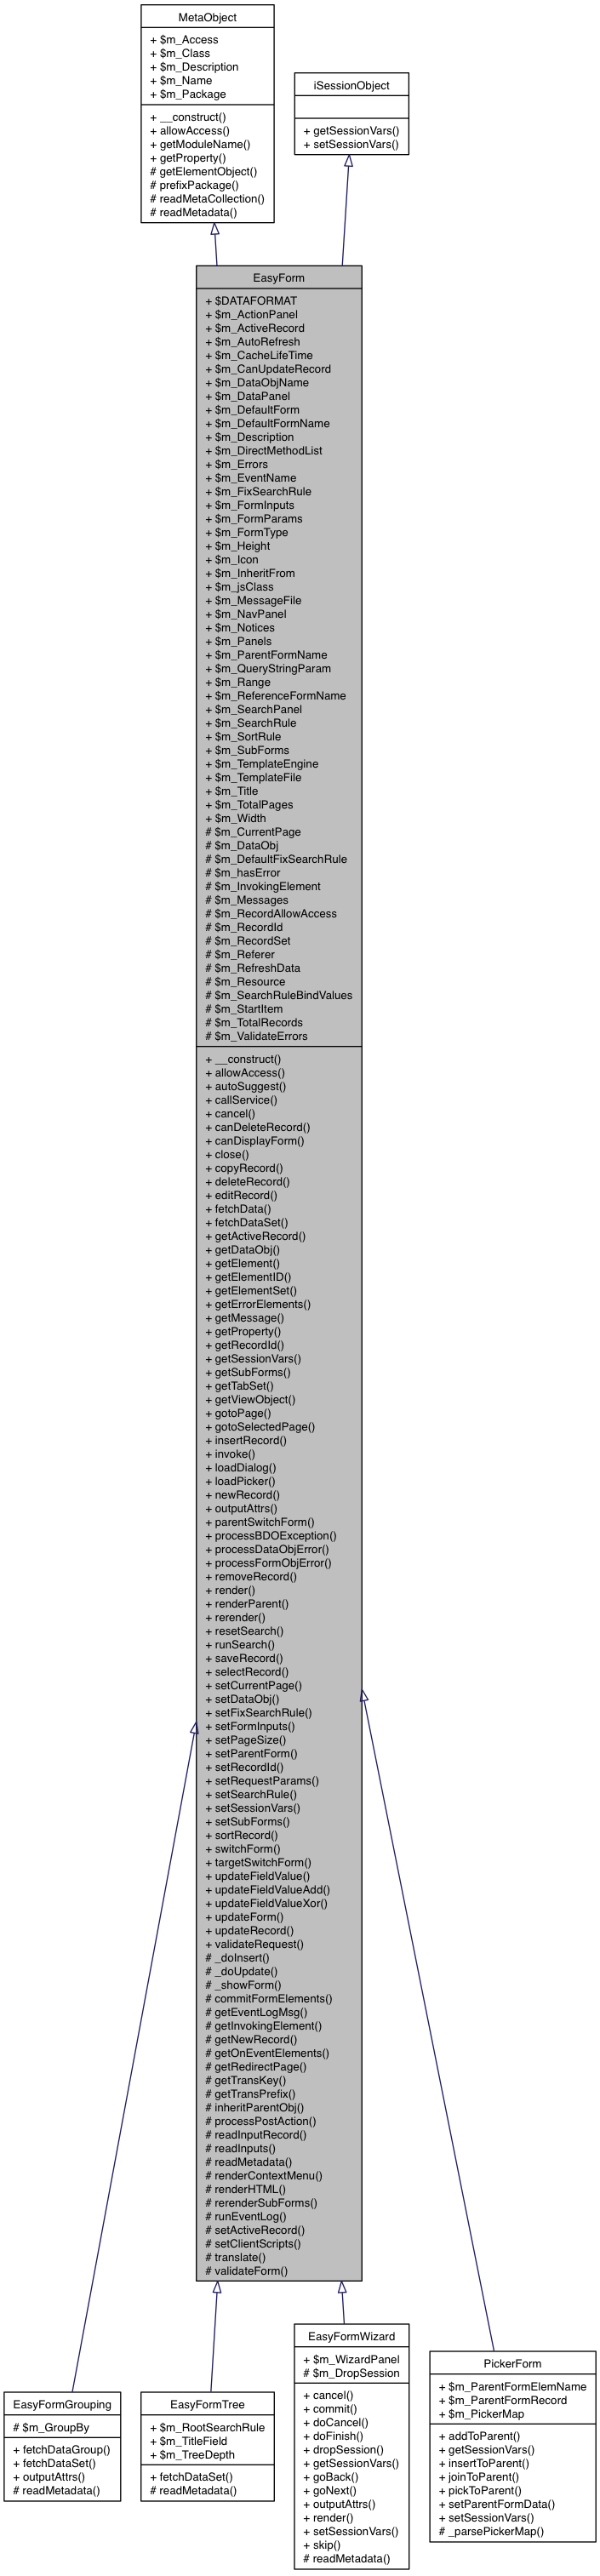 MetaObject
+ $m_Access
+ $m_Class
+ $m_Description
+ $m_Name
+ $m_Package
+ __construct()
+ allowAccess()
+ getModuleName()
+ getProperty()
# getElementObject()
# prefixPackage()
# readMetaCollection()
# readMetadata()
iSessionObject
+ getSessionVars()
+ setSessionVars()
EasyForm
+ $DATAFORMAT
+ $m_ActionPanel
+ $m_ActiveRecord
+ $m_AutoRefresh
+ $m_CacheLifeTime
+ $m_CanUpdateRecord
+ $m_DataObjName
+ $m_DataPanel
+ $m_DefaultForm
+ $m_DefaultFormName
+ $m_Description
+ $m_DirectMethodList
+ $m_Errors
+ $m_EventName
+ $m_FixSearchRule
+ $m_FormInputs
+ $m_FormParams
+ $m_FormType
+ $m_Height
+ $m_Icon
+ $m_InheritFrom
+ $m_jsClass
+ $m_MessageFile
+ $m_NavPanel
+ $m_Notices
+ $m_Panels
+ $m_ParentFormName
+ $m_QueryStringParam
+ $m_Range
+ $m_ReferenceFormName
+ $m_SearchPanel
+ $m_SearchRule
+ $m_SortRule
+ $m_SubForms
+ $m_TemplateEngine
+ $m_TemplateFile
+ $m_Title
+ $m_TotalPages
+ $m_Width
# $m_CurrentPage
# $m_DataObj
# $m_DefaultFixSearchRule
# $m_hasError
# $m_InvokingElement
# $m_Messages
# $m_RecordAllowAccess
# $m_RecordId
# $m_RecordSet
# $m_Referer
# $m_RefreshData
# $m_Resource
# $m_SearchRuleBindValues
# $m_StartItem
# $m_TotalRecords
# $m_ValidateErrors
+ __construct()
+ allowAccess()
+ autoSuggest()
+ callService()
+ cancel()
+ canDeleteRecord()
+ canDisplayForm()
+ close()
+ copyRecord()
+ deleteRecord()
+ editRecord()
+ fetchData()
+ fetchDataSet()
+ getActiveRecord()
+ getDataObj()
+ getElement()
+ getElementID()
+ getElementSet()
+ getErrorElements()
+ getMessage()
+ getProperty()
+ getRecordId()
+ getSessionVars()
+ getSubForms()
+ getTabSet()
+ getViewObject()
+ gotoPage()
+ gotoSelectedPage()
+ insertRecord()
+ invoke()
+ loadDialog()
+ loadPicker()
+ newRecord()
+ outputAttrs()
+ parentSwitchForm()
+ processBDOException()
+ processDataObjError()
+ processFormObjError()
+ removeRecord()
+ render()
+ renderParent()
+ rerender()
+ resetSearch()
+ runSearch()
+ saveRecord()
+ selectRecord()
+ setCurrentPage()
+ setDataObj()
+ setFixSearchRule()
+ setFormInputs()
+ setPageSize()
+ setParentForm()
+ setRecordId()
+ setRequestParams()
+ setSearchRule()
+ setSessionVars()
+ setSubForms()
+ sortRecord()
+ switchForm()
+ targetSwitchForm()
+ updateFieldValue()
+ updateFieldValueAdd()
+ updateFieldValueXor()
+ updateForm()
+ updateRecord()
+ validateRequest()
# _doInsert()
# _doUpdate()
# _showForm()
# commitFormElements()
# getEventLogMsg()
# getInvokingElement()
# getNewRecord()
# getOnEventElements()
# getRedirectPage()
# getTransKey()
# getTransPrefix()
# inheritParentObj()
# processPostAction()
# readInputRecord()
# readInputs()
# readMetadata()
# renderContextMenu()
# renderHTML()
# rerenderSubForms()
# runEventLog()
# setActiveRecord()
# setClientScripts()
# translate()
# validateForm()
EasyFormGrouping
# $m_GroupBy
+ fetchDataGroup()
+ fetchDataSet()
+ outputAttrs()
# readMetadata()
EasyFormTree
+ $m_RootSearchRule
+ $m_TitleField
+ $m_TreeDepth
+ fetchDataSet()
# readMetadata()
EasyFormWizard
+ $m_WizardPanel
# $m_DropSession
+ cancel()
+ commit()
+ doCancel()
+ doFinish()
+ dropSession()
+ getSessionVars()
+ goBack()
+ goNext()
+ outputAttrs()
+ render()
+ setSessionVars()
+ skip()
# readMetadata()
PickerForm
+ $m_ParentFormElemName
+ $m_ParentFormRecord
+ $m_PickerMap
+ addToParent()
+ getSessionVars()
+ insertToParent()
+ joinToParent()
+ pickToParent()
+ setParentFormData()
+ setSessionVars()
# _parsePickerMap()